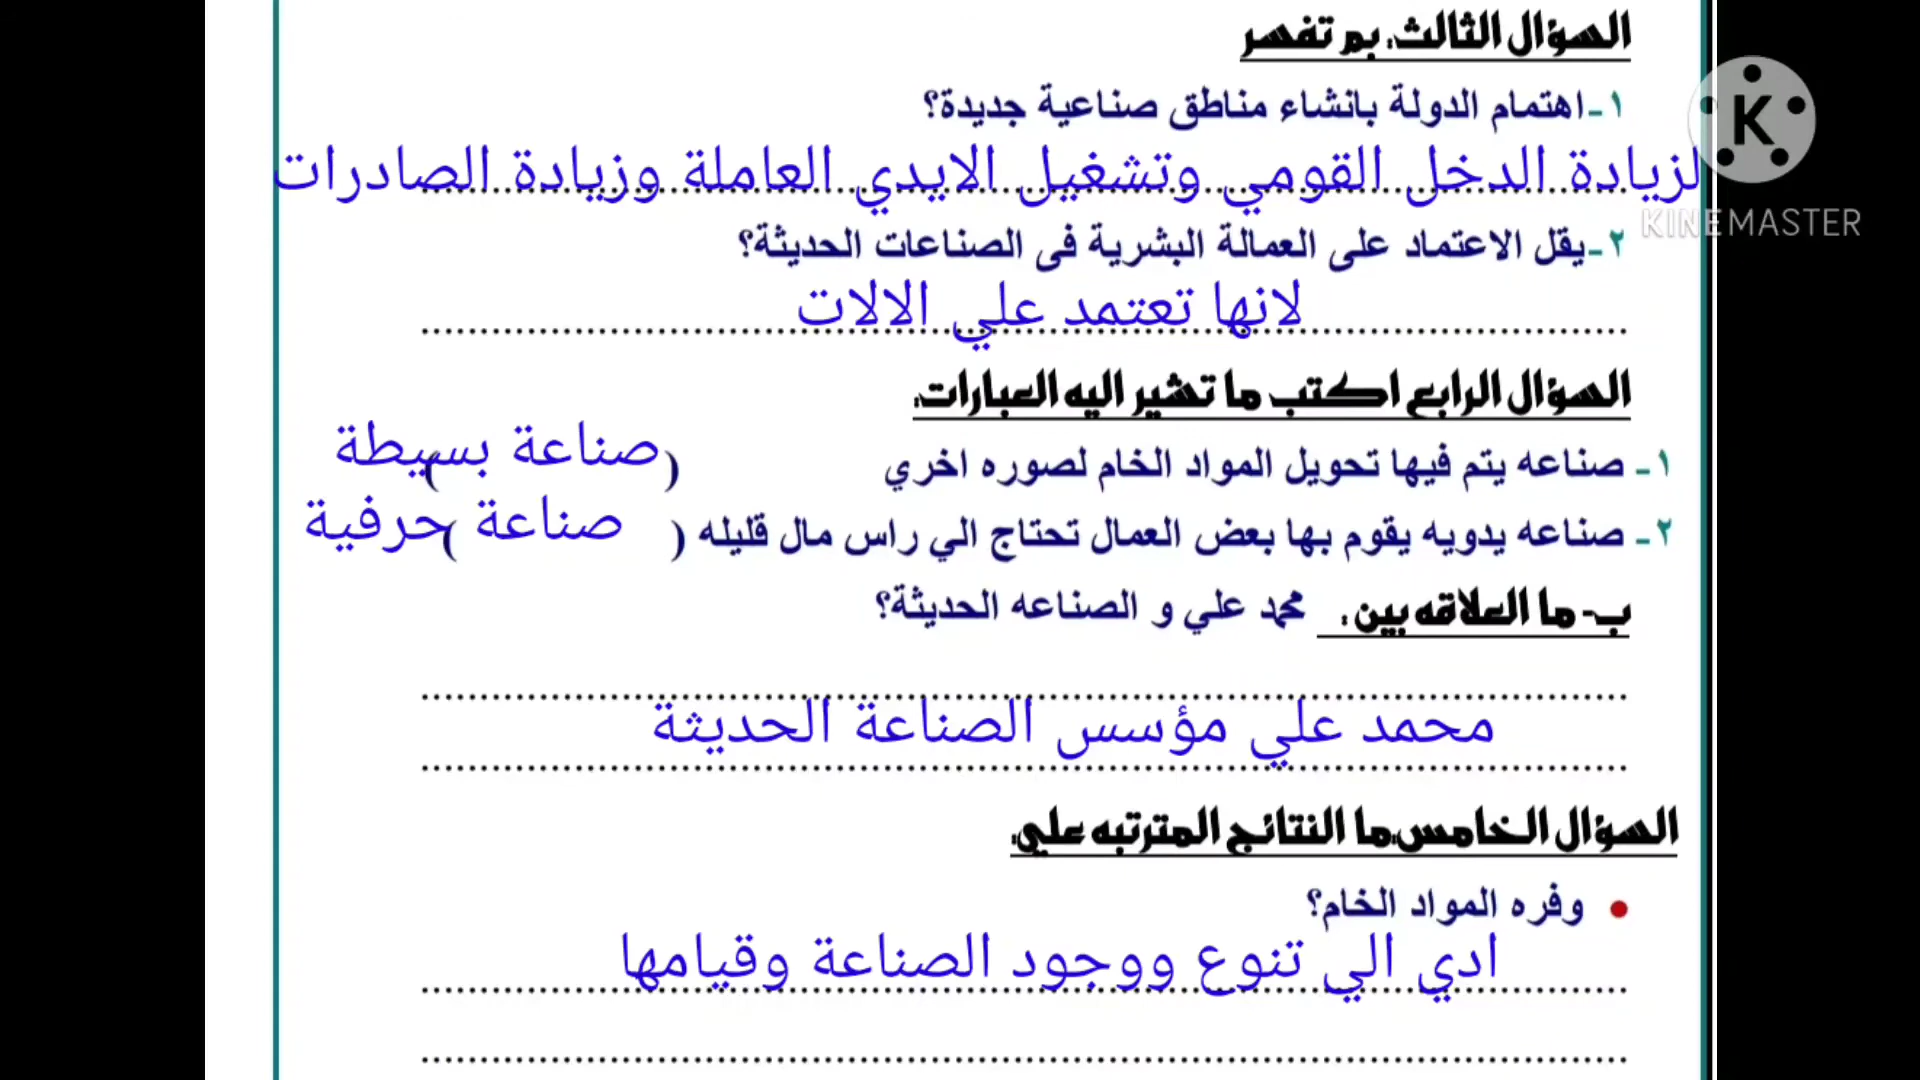 السؤال الثالث: بم تفسر
١-اهتمام الدولة بانشاء مناطق صناعية جديدة؟
لزيادة الدخل القومي وتشغيل الايدي العاملة وزيادة الصادرات
K
KINEMASTER
٢-يقل الاعتماد على العمالة البشرية فى الصناعات الحديثة؟
لانها تعتمد علي الالات
السؤال الرابع اكتب ما تشير اليه العبارات:
١- صناعه يتم فيها تحويل المواد الخام لصوره اخري (صناعة بسيطة)
٢- صناعه يدويه يقوم بها بعض العمال تحتاج الي راس مال قليله ( صناعة حرفية)
ب- ما العلاقه بين : محمد علي و الصناعه الحديثة؟
محمد علي مؤسس الصناعة الحديثة
السؤال الخامس:ما النتائج المترتبه علي:
• وفره المواد الخام؟
ادي الي تنوع ووجود الصناعة وقيامها